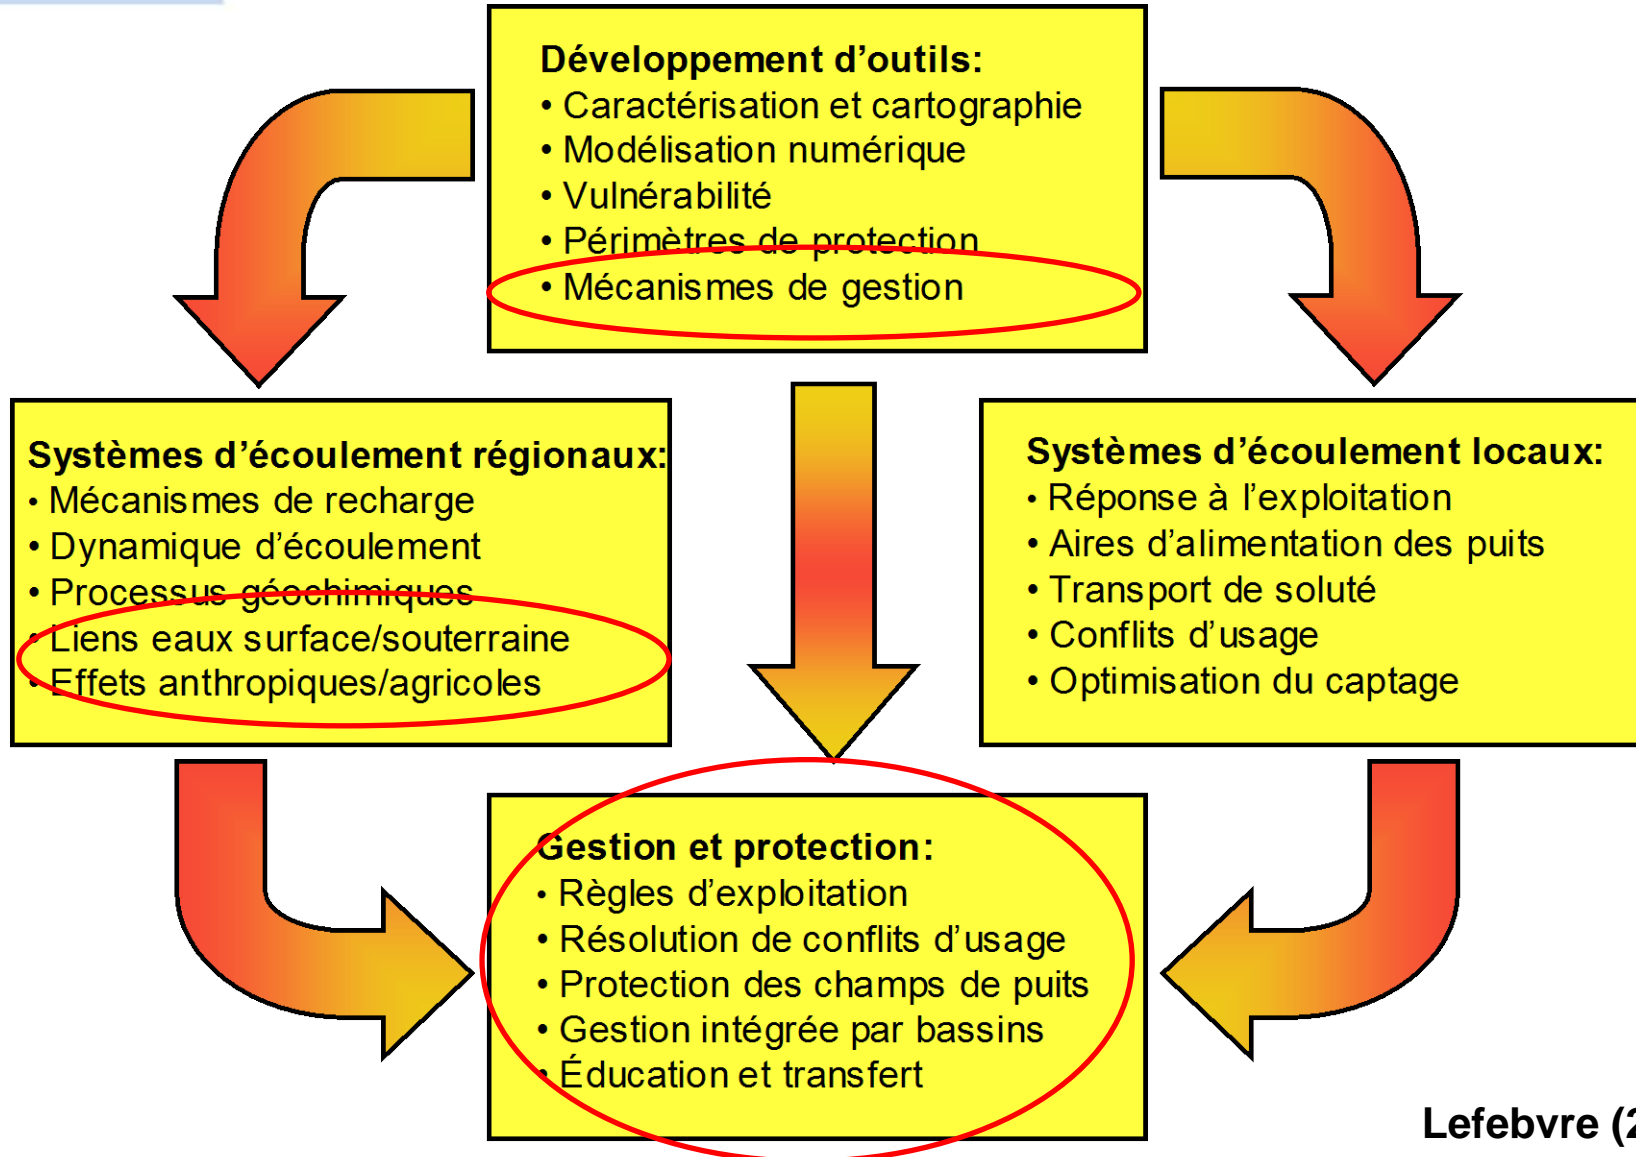 Développement d’outils:
• Caractérisation et cartographie
• Modélisation numérique
• Vulnérabilité
• Périmètres de protection
• Mécanismes de gestion
Systèmes d’écoulement régionaux:
• Mécanismes de recharge
• Dynamique d’écoulement
• Processus géochimiques
• Liens eaux surface/souterraine
• Effets anthropiques/agricoles
Systèmes d’écoulement locaux:
• Réponse à l’exploitation
• Aires d’alimentation des puits
• Transport de soluté
• Conflits d’usage
• Optimisation du captage
Gestion et protection:
• Règles d’exploitation
• Résolution de conflits d’usage
• Protection des champs de puits
• Gestion intégrée par bassins
• Éducation et transfert
Lefebvre (2